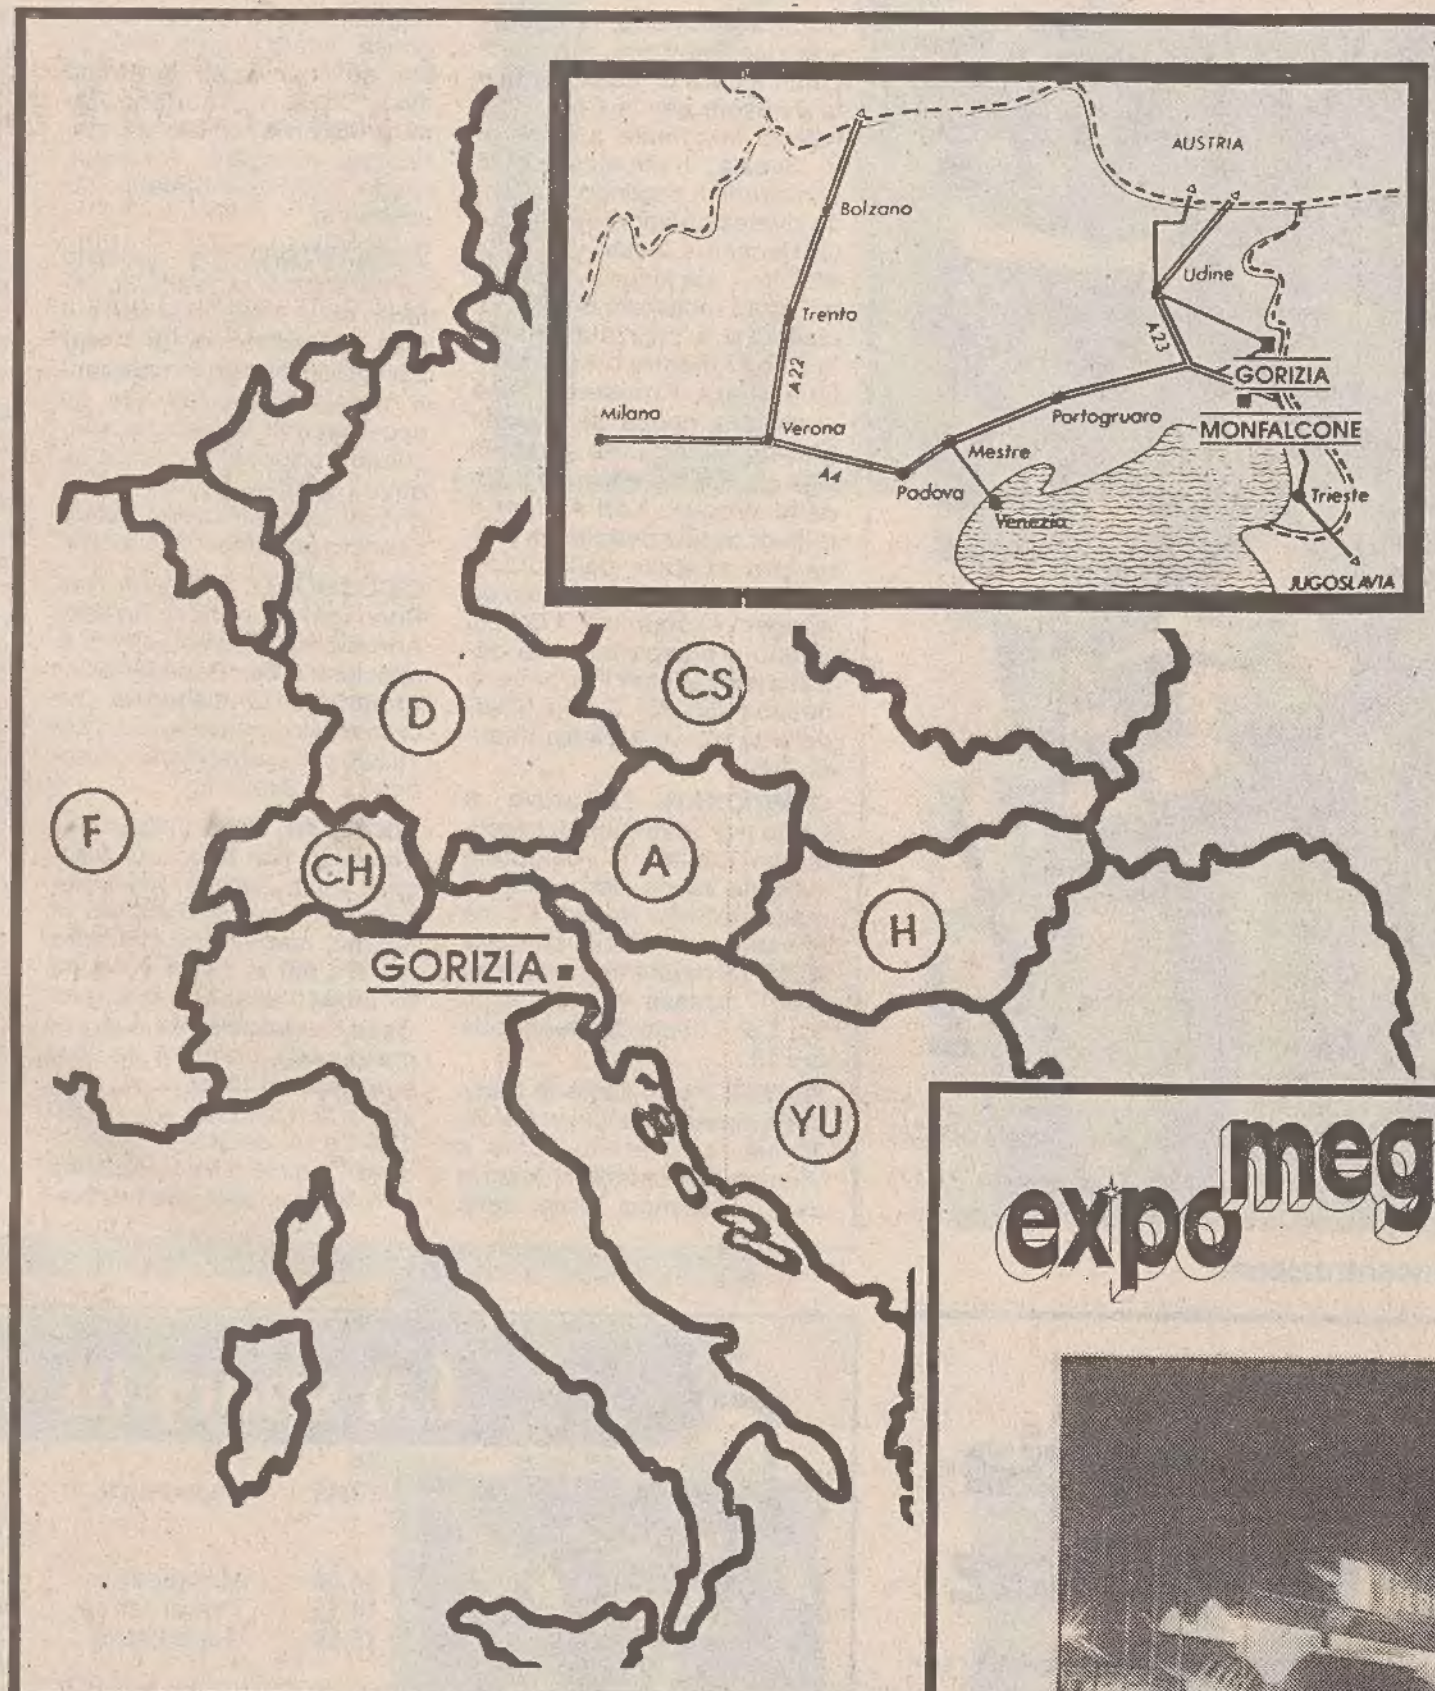 AUSTRIA
Bolzano
Udine
Trento
A23
A22
GORIZIA
Milano
Verona
Portogruaro
MONFALCONE
Mestre
A4
Padova
Venezia
Trieste
JUGOSLAVIA
CS
D
F
CH
A
H
GORIZIA
YU
expo meg